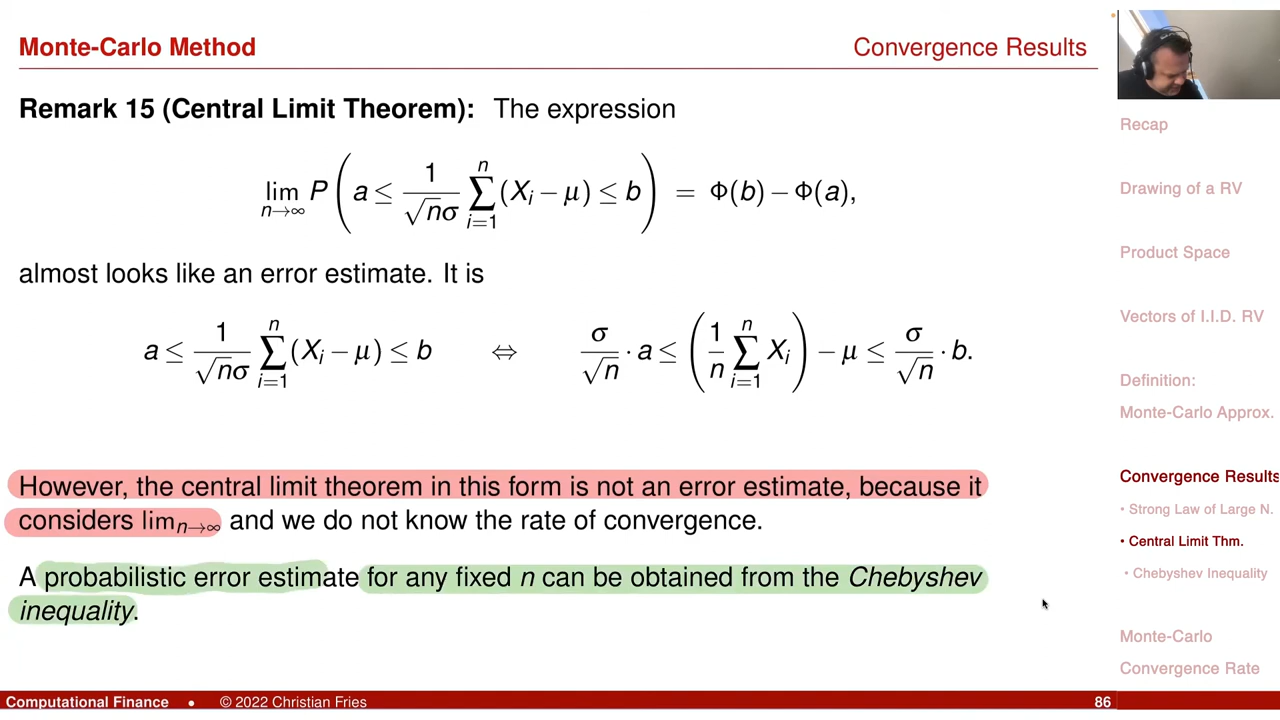 Monte-Carlo Method
Convergence Results
Remark 15 (Central Limit Theorem): The expression
lim_{n→∞} P( a ≤ 1/(√nσ) ∑_{i=1}^{n} (X_i − μ) ≤ b ) = Φ(b) − Φ(a),
almost looks like an error estimate. It is
a ≤ 1/(√nσ) ∑_{i=1}^{n} (X_i − μ) ≤ b ⇔ σ/√n · a ≤ ( 1/n ∑_{i=1}^{n} X_i ) − μ ≤ σ/√n · b.
However, the central limit theorem in this form is not an error estimate, because it
considers lim_{n→∞} and we do not know the rate of convergence.
A probabilistic error estimate for any fixed n can be obtained from the Chebyshev
inequality.
Recap
Drawing of a RV
Product Space
Vectors of I.I.D. RV
Definition:
Monte-Carlo Approx.
Convergence Results
• Strong Law of Large N.
• Central Limit Thm.
• Chebyshev Inequality
Monte-Carlo
Convergence Rate
Computational Finance • © 2022 Christian Fries 86